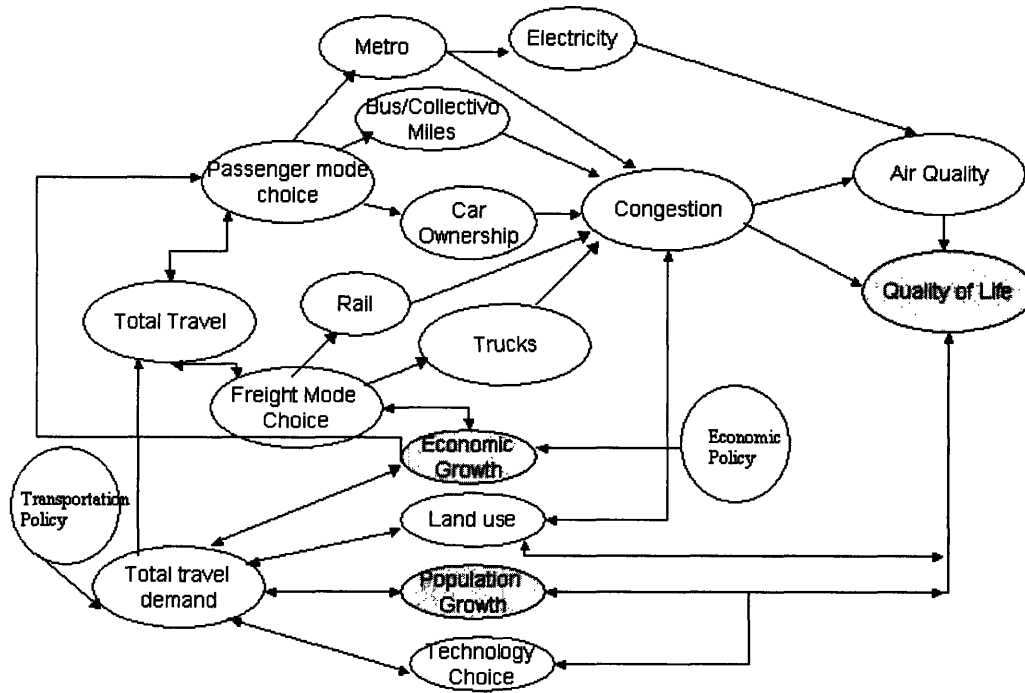 Metro
Electricity
Bus/Collectivo
Miles
Passenger mode
choice
Air Quality
Car
Ownership
Congestion
Quality of Life
Rail
Total Travel
Trucks
Freight Mode
Choice
Economic
Growth
Economic
Policy
Transportation
Policy
Land use
Total travel
demand
Population
Growth
Technology
Choice